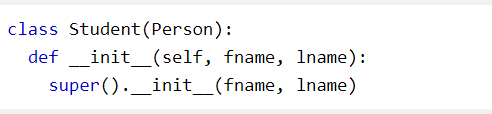 class Student(Person):
  def __init__(self, fname, lname):
    super().__init__(fname, lname)